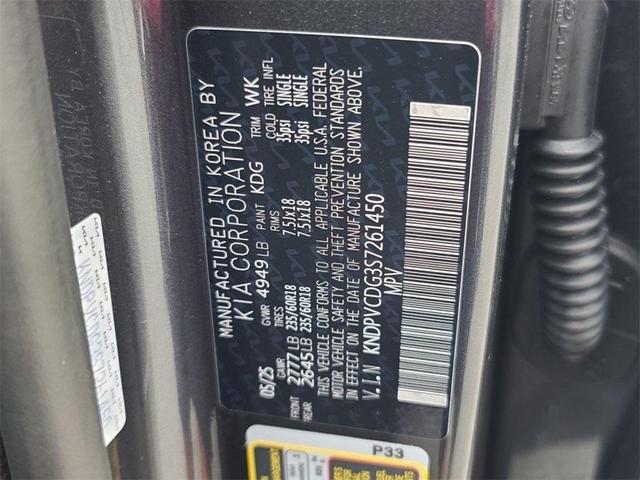 MANUFACTURED IN KOREA BY
KIA CORPORATION
05/25 GVWR 4949 LB PAINT KDG TRIM WK
GAWR TIRES RIMS COLD TIRE INFL
FRONT 2777 LB 235/60R18 7.5Jx18 35psi SINGLE
REAR 2645 LB 235/60R18 7.5Jx18 35psi SINGLE
THIS VEHICLE CONFORMS TO ALL APPLICABLE U.S.A. FEDERAL
MOTOR VEHICLE SAFETY AND THEFT PREVENTION STANDARDS
IN EFFECT ON THE DATE OF MANUFACTURE SHOWN ABOVE.
V.I.N KNDPVCDG3S7261450
MPV
P33